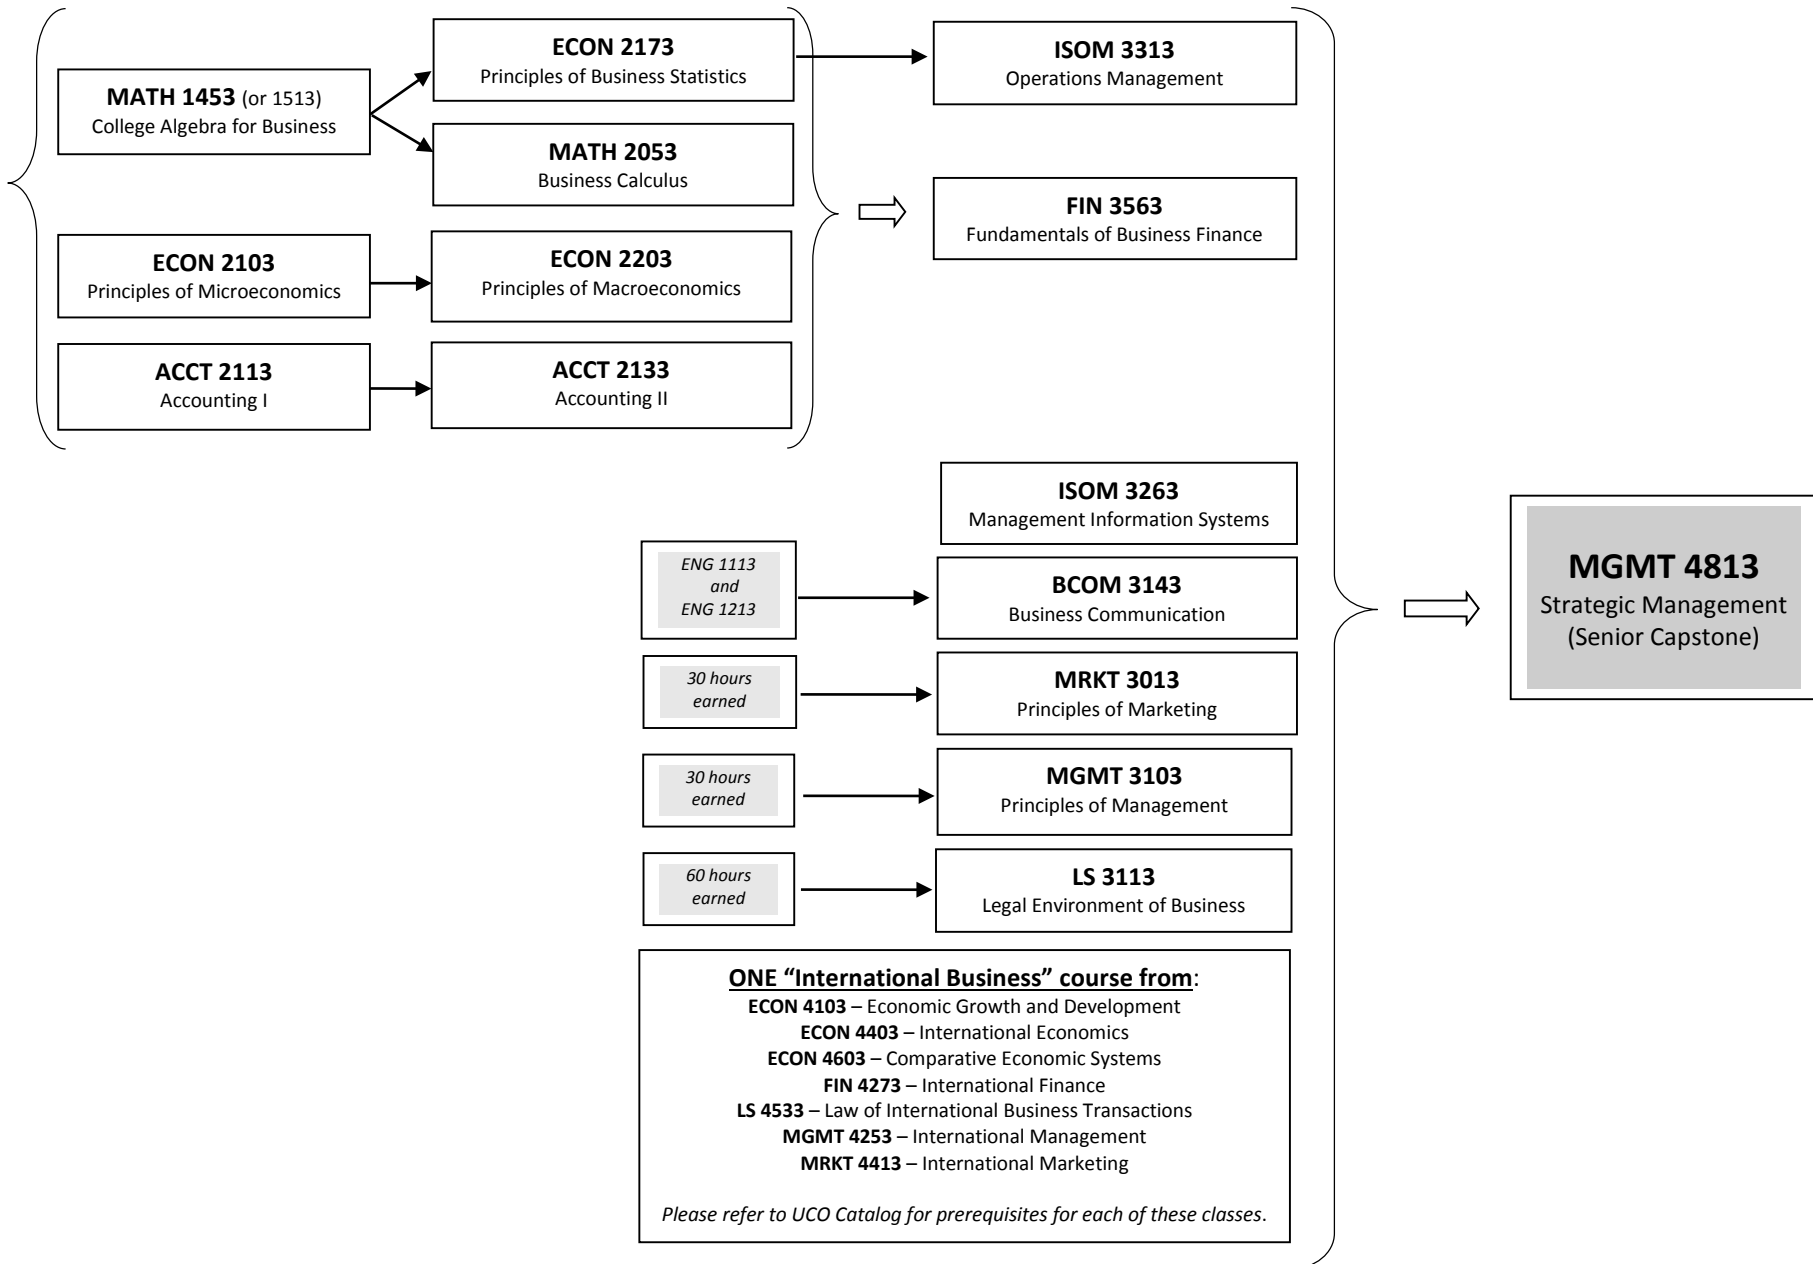 MATH 1453 (or 1513)
College Algebra for Business
ECON 2173
Principles of Business Statistics
ISOM 3313
Operations Management
MATH 2053
Business Calculus
FIN 3563
Fundamentals of Business Finance
ECON 2103
Principles of Microeconomics
ECON 2203
Principles of Macroeconomics
ACCT 2113
Accounting I
ACCT 2133
Accounting II
ISOM 3263
Management Information Systems
ENG 1113
and
ENG 1213
BCOM 3143
Business Communication
30 hours
earned
MRKT 3013
Principles of Marketing
30 hours
earned
MGMT 3103
Principles of Management
60 hours
earned
LS 3113
Legal Environment of Business
ONE “International Business” course from:
ECON 4103 – Economic Growth and Development
ECON 4403 – International Economics
ECON 4603 – Comparative Economic Systems
FIN 4273 – International Finance
LS 4533 – Law of International Business Transactions
MGMT 4253 – International Management
MRKT 4413 – International Marketing
Please refer to UCO Catalog for prerequisites for each of these classes.
MGMT 4813
Strategic Management
(Senior Capstone)